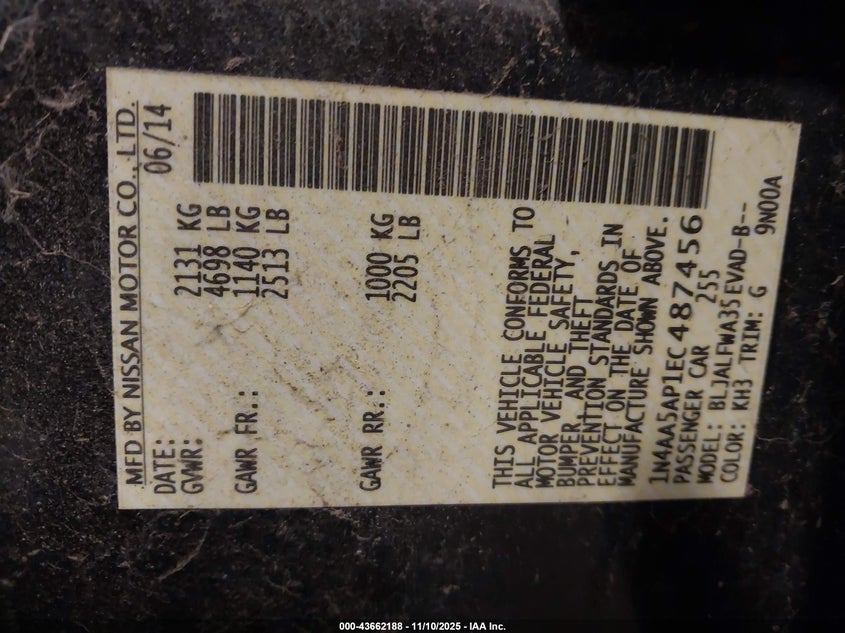 MFD BY NISSAN MOTOR CO., LTD.
DATE: 06/14
GVWR: 2131 KG
4698 LB
GAWR FR.: 1140 KG
2513 LB
GAWR RR.: 1000 KG
2205 LB
THIS VEHICLE CONFORMS TO
ALL APPLICABLE FEDERAL
MOTOR VEHICLE SAFETY,
BUMPER, AND THEFT
PREVENTION STANDARDS IN
EFFECT ON THE DATE OF
MANUFACTURE SHOWN ABOVE.
1N4AA5AP1EC487456
PASSENGER CAR 255
MODEL: BLJALFWA35EVAD-B--
COLOR: KH3 TRIM: G 9N00A
000-43662188 - 11/10/2025 - IAA Inc.